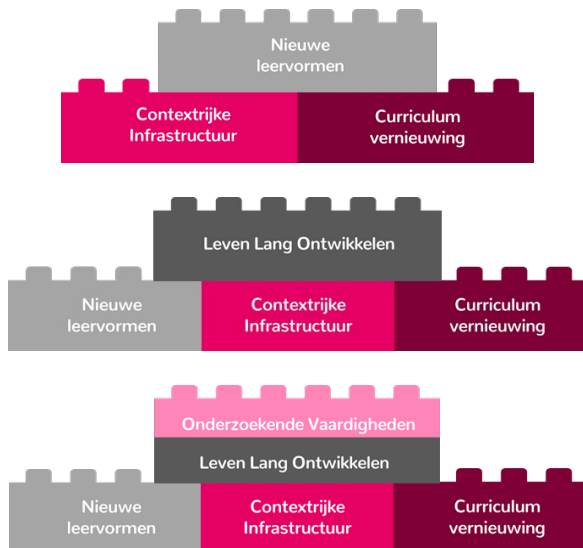 Nieuwe
leervormen
Contextrijke
Infrastructuur
Curriculum
vernieuwing
Leven Lang Ontwikkelen
Nieuwe
leervormen
Contextrijke
Infrastructuur
Curriculum
vernieuwing
Onderzoekende Vaardigheden
Leven Lang Ontwikkelen
Nieuwe
leervormen
Contextrijke
Infrastructuur
Curriculum
vernieuwing